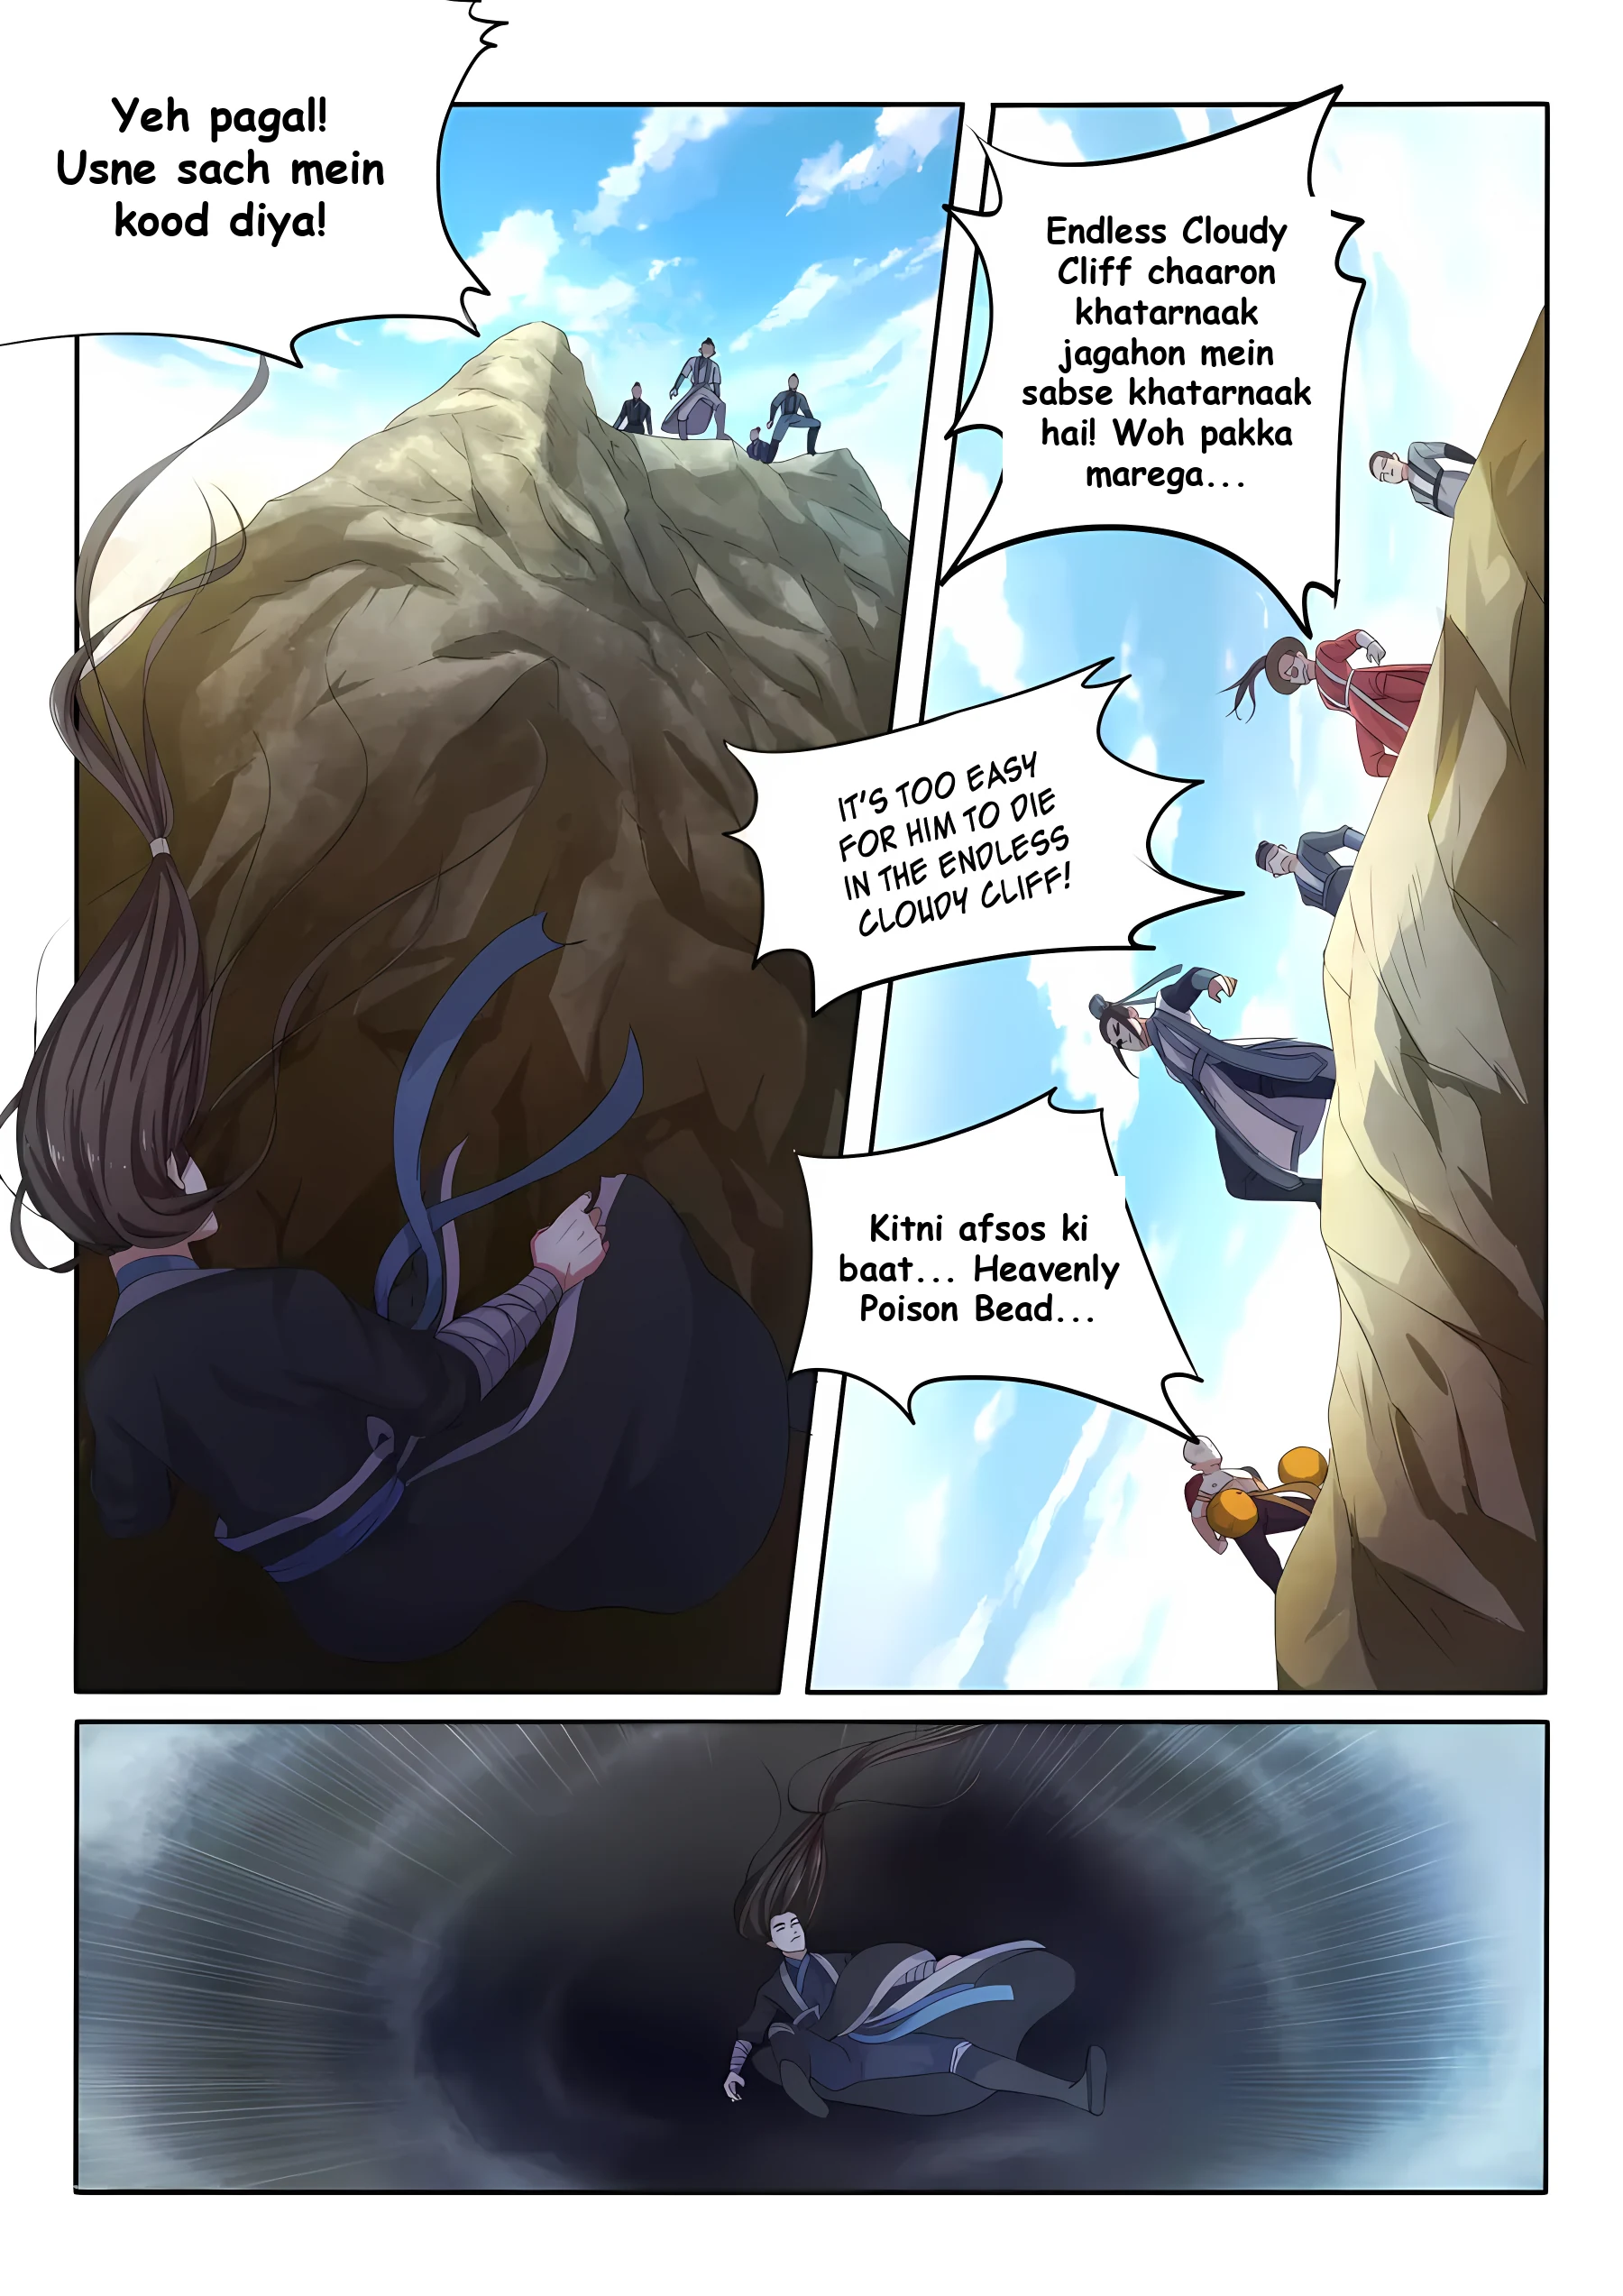 Yeh pagal!
Usne sach mein
kood diya!
Endless Cloudy
Cliff chaaron
khatarnaak
jagahon mein
sabse khatarnaak
hai! Woh pakka
marega...
IT'S TOO EASY
FOR HIM TO DIE
IN THE ENDLESS
CLOUDY CLIFF!
Kitni afsos ki
baat... Heavenly
Poison Bead...